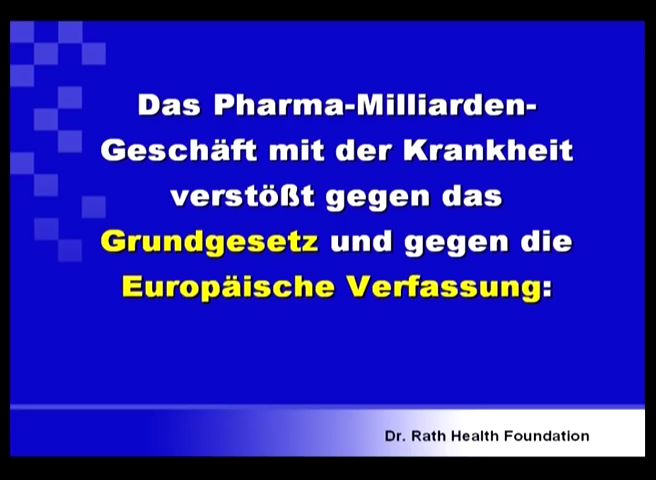 Das Pharma-Milliarden-
Geschäft mit der Krankheit
verstößt gegen das
Grundgesetz und gegen die
Europäische Verfassung:
Dr. Rath Health Foundation